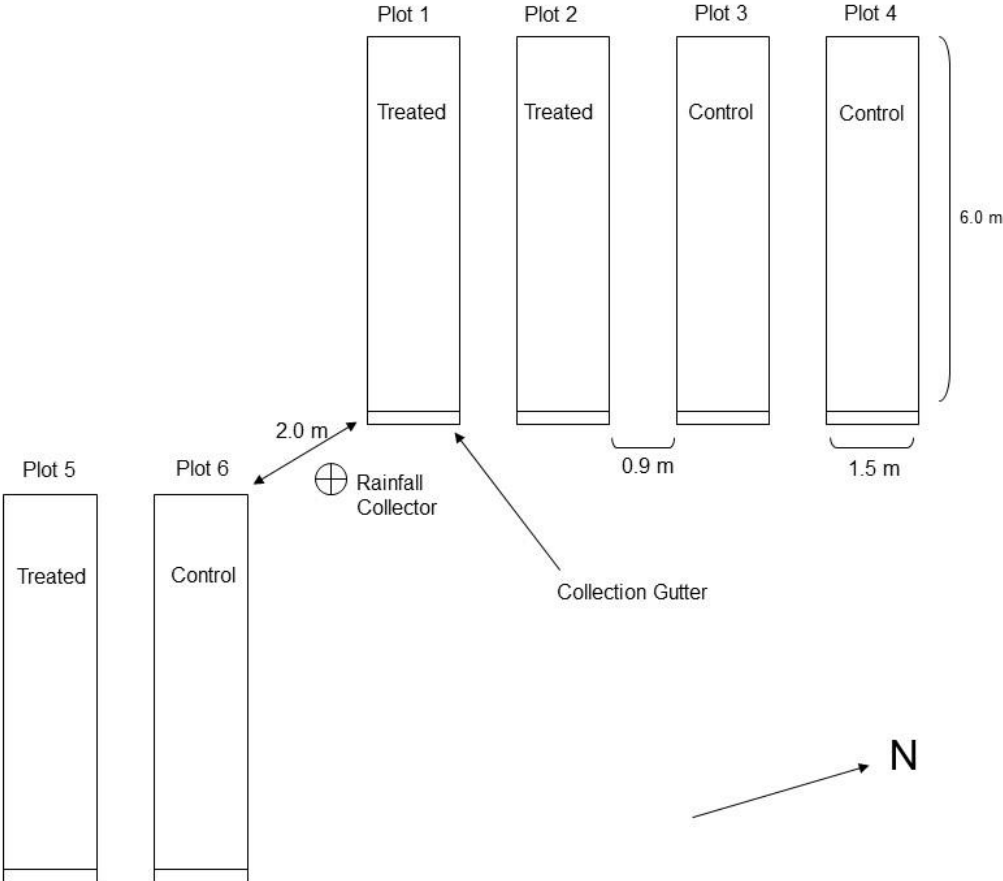 Plot 1
Plot 2
Plot 3
Plot 4
Treated
Treated
Control
Control
6.0 m
2.0 m
0.9 m
1.5 m
Plot 5
Plot 6
Rainfall
Collector
Treated
Control
Collection Gutter
N